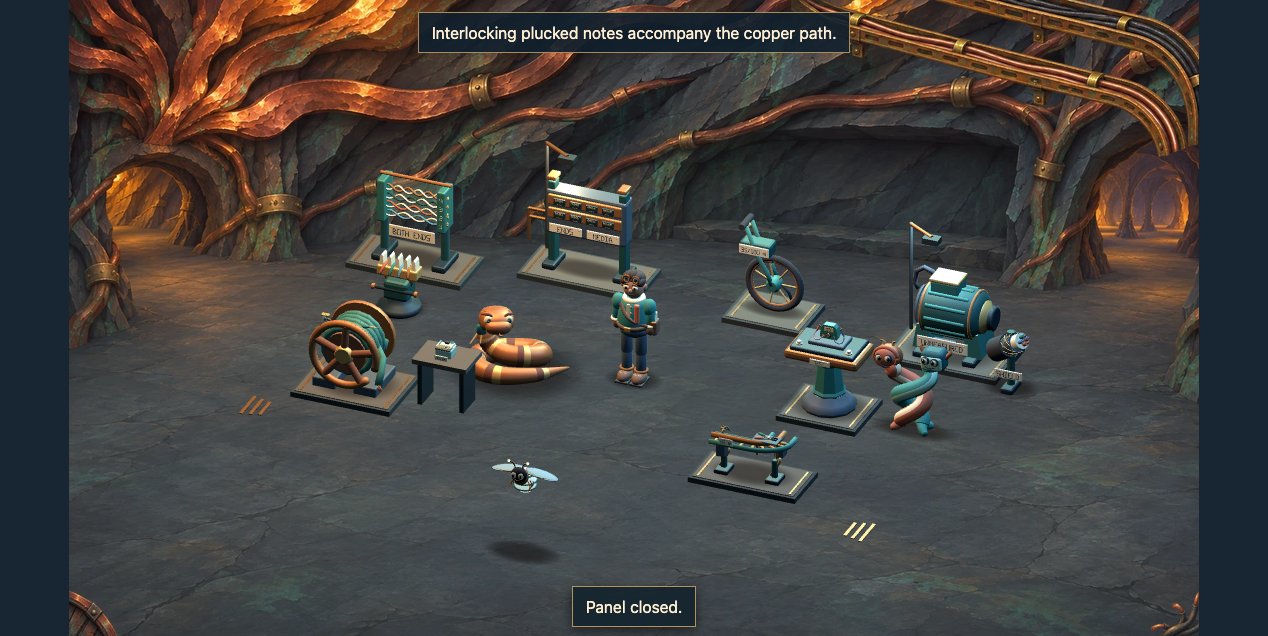 Interlocking plucked notes accompany the copper path.
BOTH ENDS
ENDS
MEDIA
Panel closed.